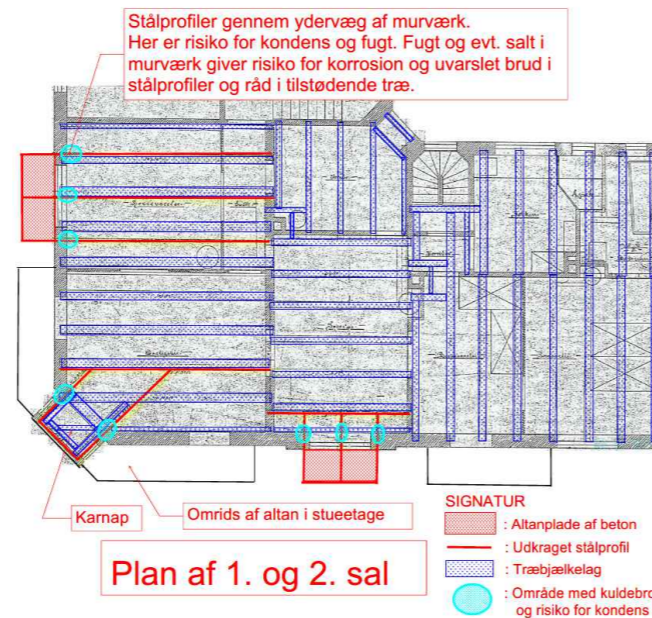 Stålprofiler gennem ydervæg af murværk.
Her er risiko for kondens og fugt. Fugt og evt. salt i
murværk giver risiko for korrosion og uvarslet brud i
stålprofiler og råd i tilstødende træ.
Karnap
Omrids af altan i stueetage
Plan af 1. og 2. sal
SIGNATUR
: Altanplade af beton
: Udkraget stålprofil
: Træbjælkelag
: Område med kuldebro
og risiko for kondens